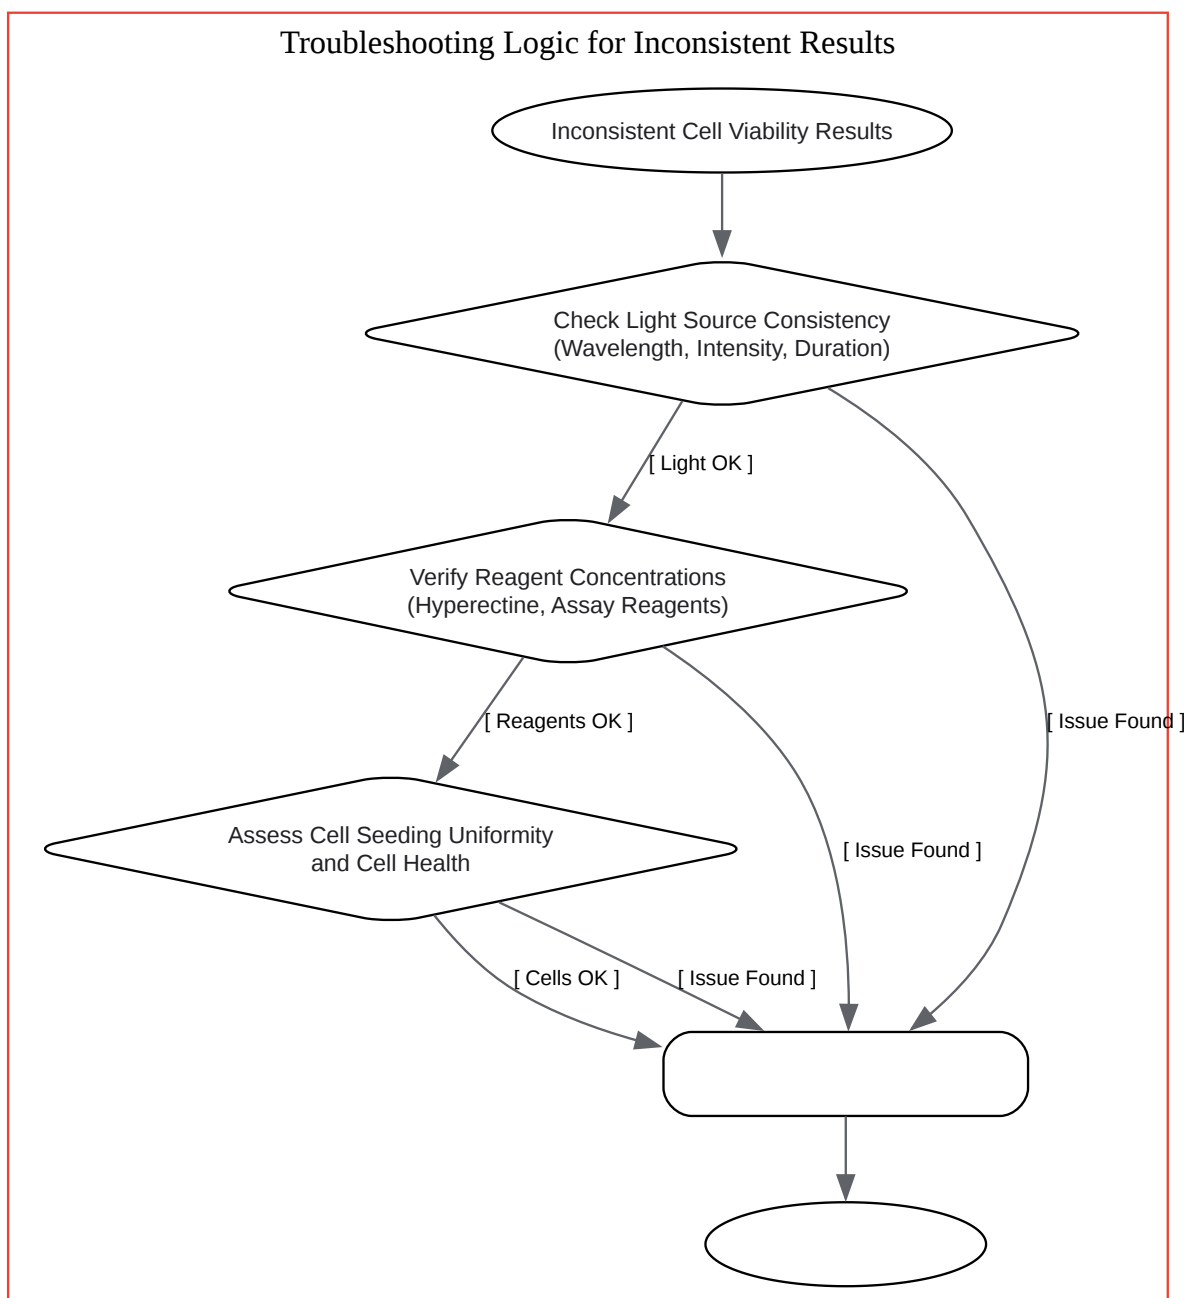 Troubleshooting Logic for Inconsistent Results
Inconsistent Cell Viability Results
Check Light Source Consistency
(Wavelength, Intensity, Duration)
[ Light OK ]
Verify Reagent Concentrations
(Hyperectine, Assay Reagents)
[ Reagents OK ]
[ Issue Found ]
Assess Cell Seeding Uniformity
and Cell Health
[ Issue Found ]
[ Cells OK ]
[ Issue Found ]